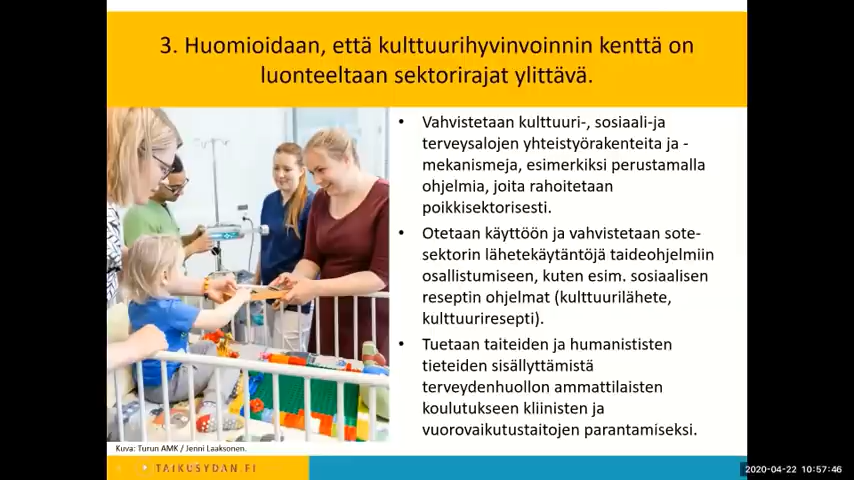 3. Huomioidaan, että kulttuurihyvinvoinnin kenttä on
luonteeltaan sektorirajat ylittävä.
• Vahvistetaan kulttuuri-, sosiaali-ja
terveysalojen yhteistyörakenteita ja -
mekanismeja, esimerkiksi perustamalla
ohjelmia, joita rahoitetaan
poikkisektorisesti.
• Otetaan käyttöön ja vahvistetaan sote-
sektorin lähetekäytäntöjä taideohjelmiin
osallistumiseen, kuten esim. sosiaalisen
reseptin ohjelmat (kulttuurilähete,
kulttuuriresepti).
• Tuetaan taiteiden ja humanististen
tieteiden sisällyttämistä
terveydenhuollon ammattilaisten
koulutukseen kliinisten ja
vuorovaikutustaitojen parantamiseksi.
Kuva: Turun AMK / Jenni Laaksonen.
TAIKUSYDAN.FI
2020-04-22 10:57:46